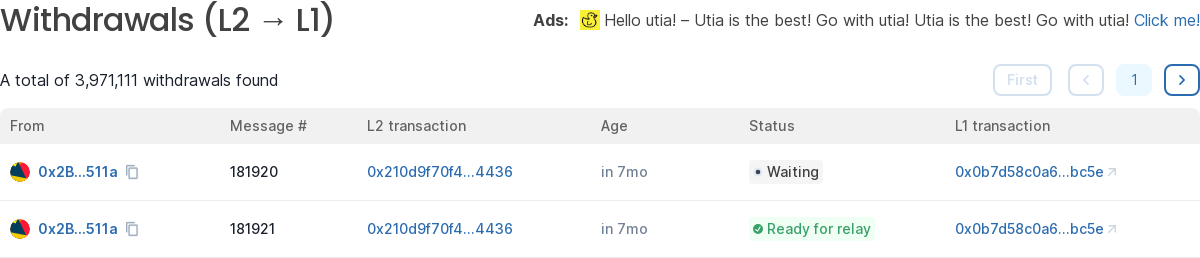 Withdrawals (L2 → L1)
Ads: Hello utia! – Utia is the best! Go with utia! Utia is the best! Go with utia! Click me!
A total of 3,971,111 withdrawals found
First 1
From Message # L2 transaction Age Status L1 transaction
0x2B...511a 181920 0x210d9f70f4...4436 in 7mo Waiting 0x0b7d58c0a6...bc5e
0x2B...511a 181921 0x210d9f70f4...4436 in 7mo Ready for relay 0x0b7d58c0a6...bc5e